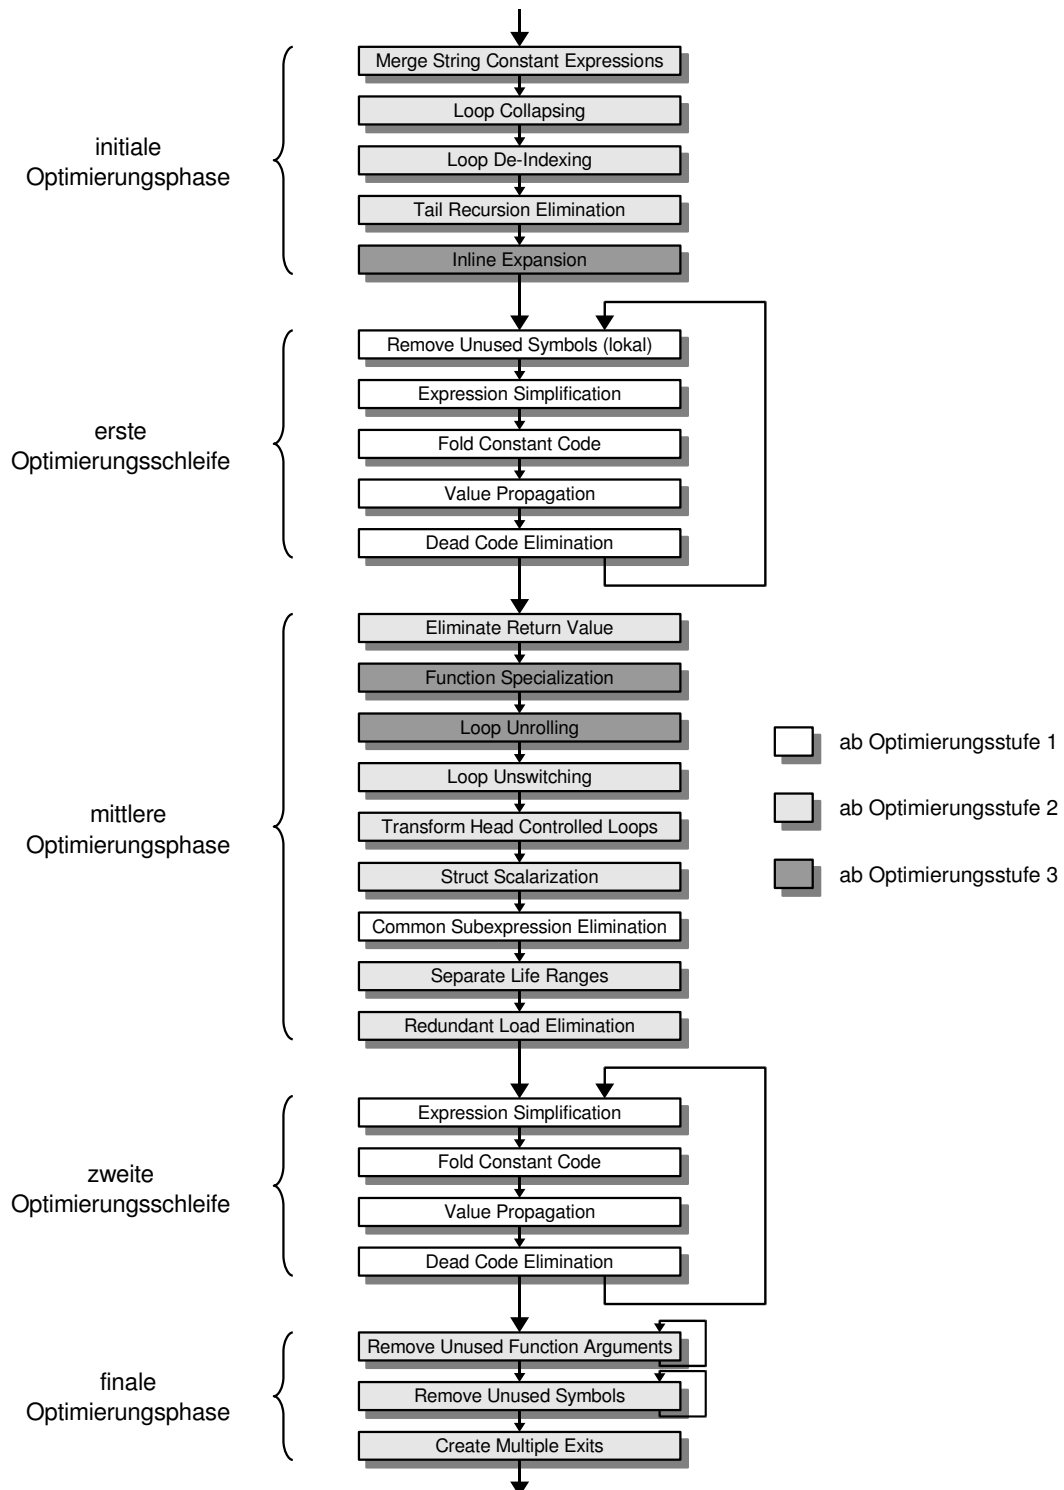 Merge String Constant Expressions
Loop Collapsing
initiale
Optimierungsphase
Loop De-Indexing
Tail Recursion Elimination
Inline Expansion
Remove Unused Symbols (lokal)
Expression Simplification
erste
Optimierungsschleife
Fold Constant Code
Value Propagation
Dead Code Elimination
Eliminate Return Value
Function Specialization
Loop Unrolling
Loop Unswitching
mittlere
Optimierungsphase
Transform Head Controlled Loops
Struct Scalarization
Common Subexpression Elimination
Separate Life Ranges
Redundant Load Elimination
ab Optimierungsstufe 1
ab Optimierungsstufe 2
ab Optimierungsstufe 3
Expression Simplification
Fold Constant Code
zweite
Optimierungsschleife
Value Propagation
Dead Code Elimination
Remove Unused Function Arguments
finale
Optimierungsphase
Remove Unused Symbols
Create Multiple Exits